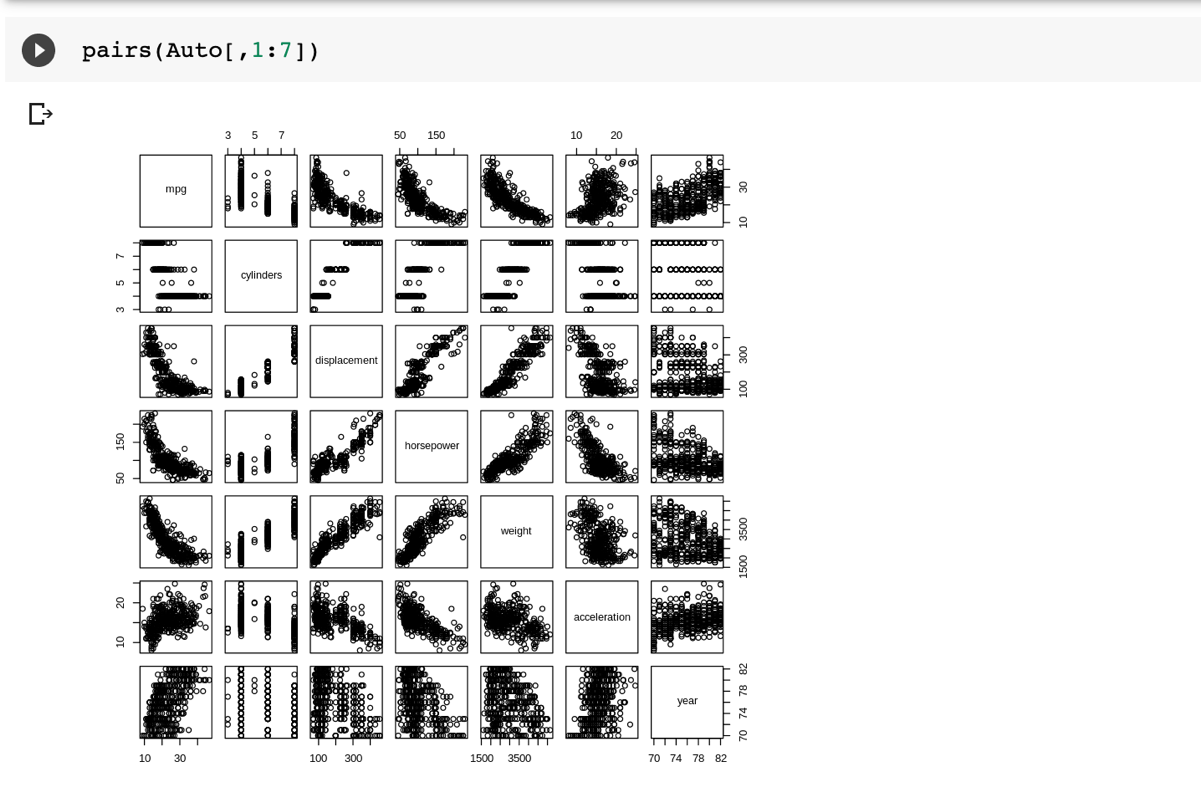 pairs(Auto[,1:7])
3 5 7 50 150 10 20
mpg
30
10
7
5
3
cylinders
displacement
300
100
150
50
horsepower
weight
3500
1500
20
10
acceleration
year
82
78
74
70
10 30 100 300 1500 3500 70 74 78 82